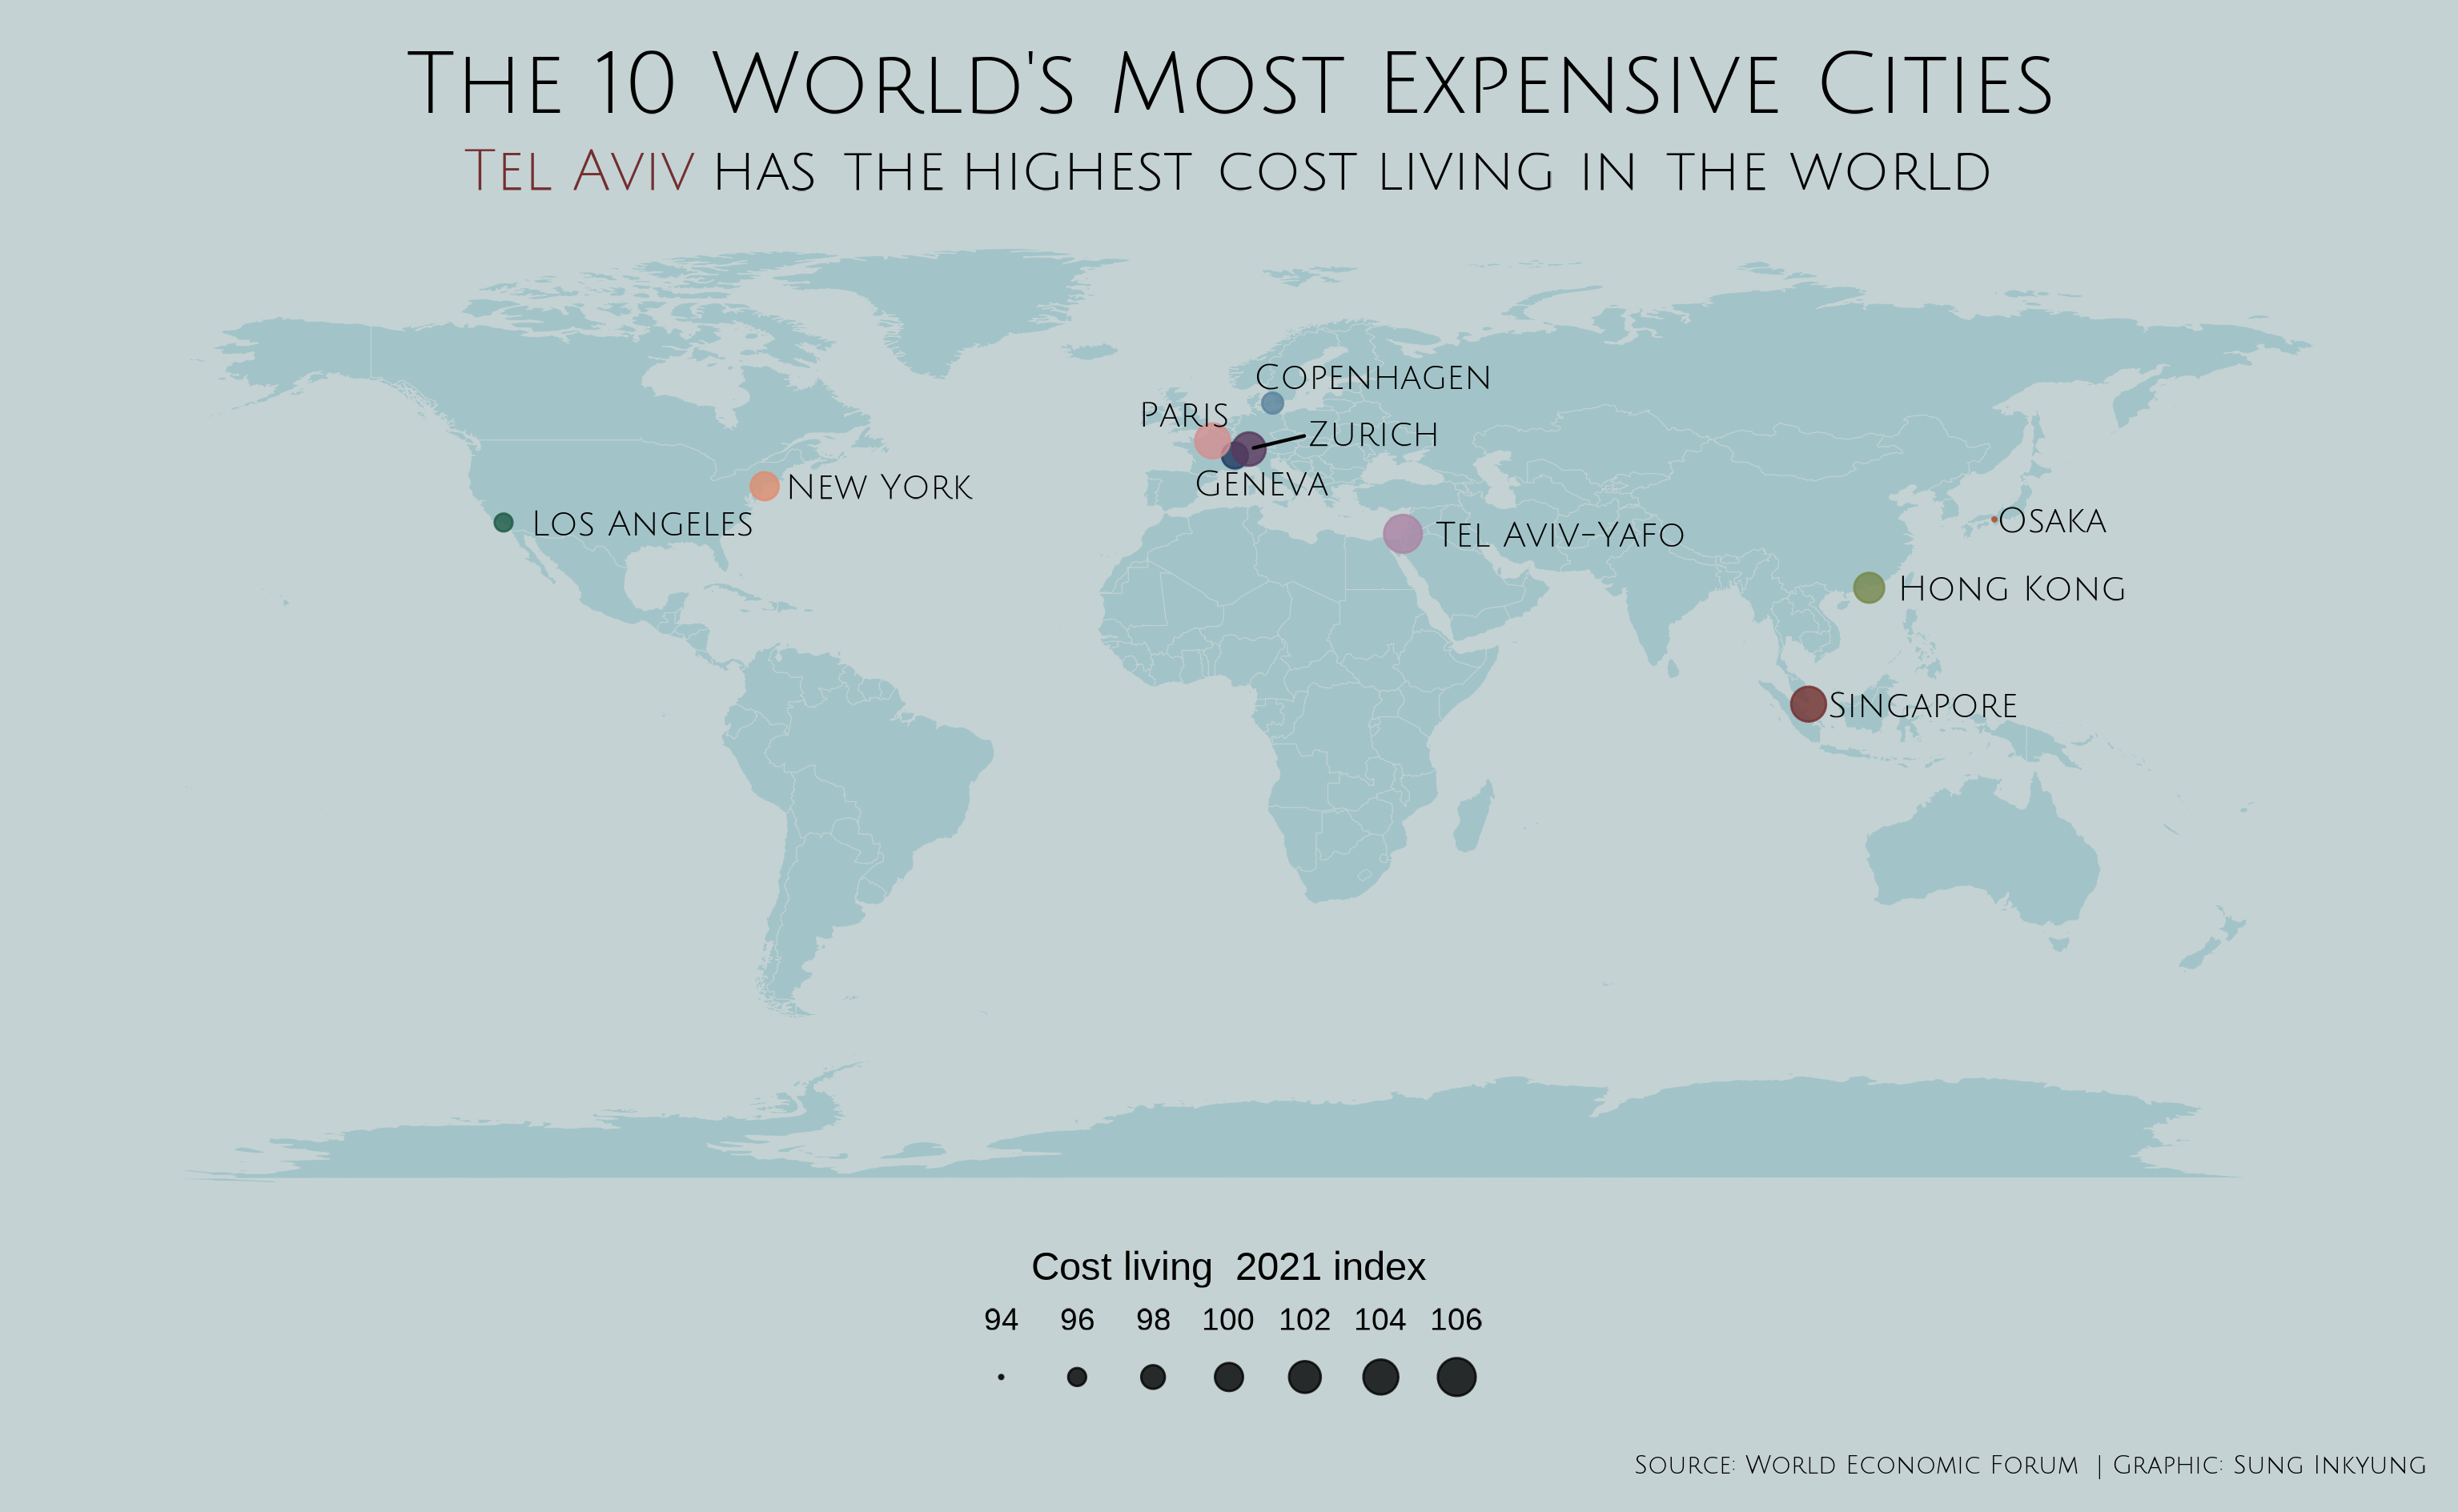 The 10 World's Most Expensive Cities
Tel Aviv has the highest cost living in the world
Copenhagen
Paris
Zurich
Geneva
New York
Los Angeles
Tel Aviv-Yafo
Osaka
Hong Kong
Singapore
Cost living  2021 index
94 96 98 100 102 104 106
Source: World Economic Forum | Graphic: Sung Inkyung